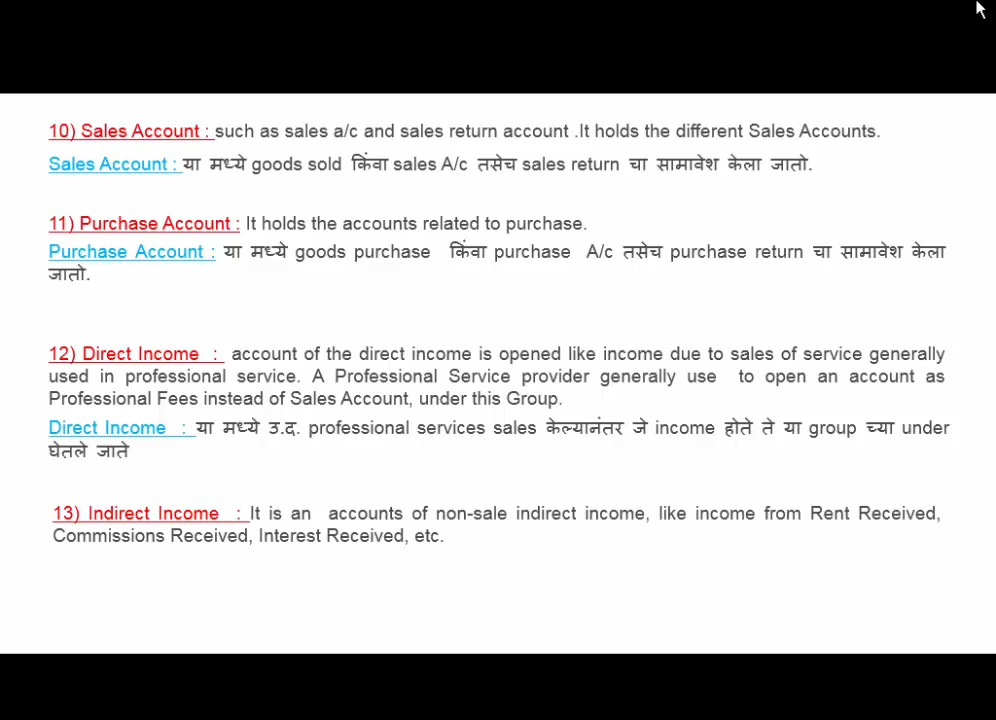 10) Sales Account : such as sales a/c and sales return account .It holds the different Sales Accounts.
Sales Account : या मध्ये goods sold किंवा sales A/c तसेच sales return चा सामावेश केला जातो.
11) Purchase Account : It holds the accounts related to purchase.
Purchase Account : या मध्ये goods purchase किंवा purchase A/c तसेच purchase return चा सामावेश केला
जातो.
12) Direct Income : account of the direct income is opened like income due to sales of service generally
used in professional service. A Professional Service provider generally use to open an account as
Professional Fees instead of Sales Account, under this Group.
Direct Income : या मध्ये उ.द. professional services sales केल्यानंतर जे income होते ते या group च्या under
घेतले जाते
13) Indirect Income : It is an accounts of non-sale indirect income, like income from Rent Received,
Commissions Received, Interest Received, etc.